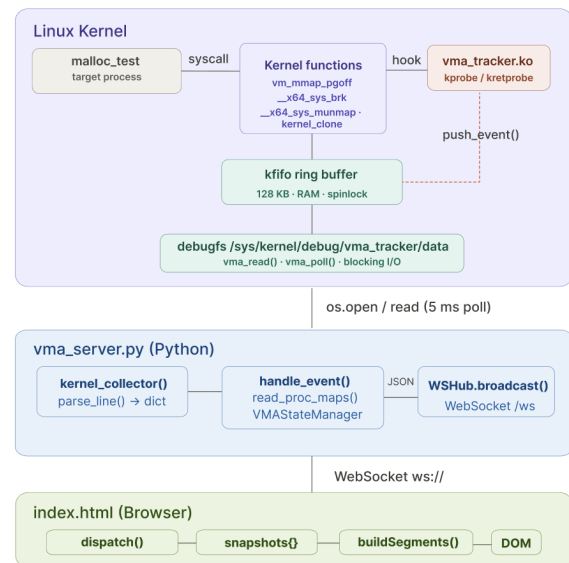 Linux Kernel
malloc_test
target process
syscall
Kernel functions
vm_mmap_pgoff
__x64_sys_brk
__x64_sys_munmap ·
kernel_clone
hook
vma_tracker.ko
kprobe / kretprobe
push_event()
kfifo ring buffer
128 KB · RAM · spinlock
debugfs /sys/kernel/debug/vma_tracker/data
vma_read() · vma_poll() · blocking I/O
os.open / read (5 ms poll)
vma_server.py (Python)
kernel_collector()
parse_line() → dict
handle_event()
read_proc_maps()
VMAStateManager
JSON
WSHub.broadcast()
WebSocket /ws
WebSocket ws://
index.html (Browser)
dispatch()
snapshots{}
buildSegments()
DOM